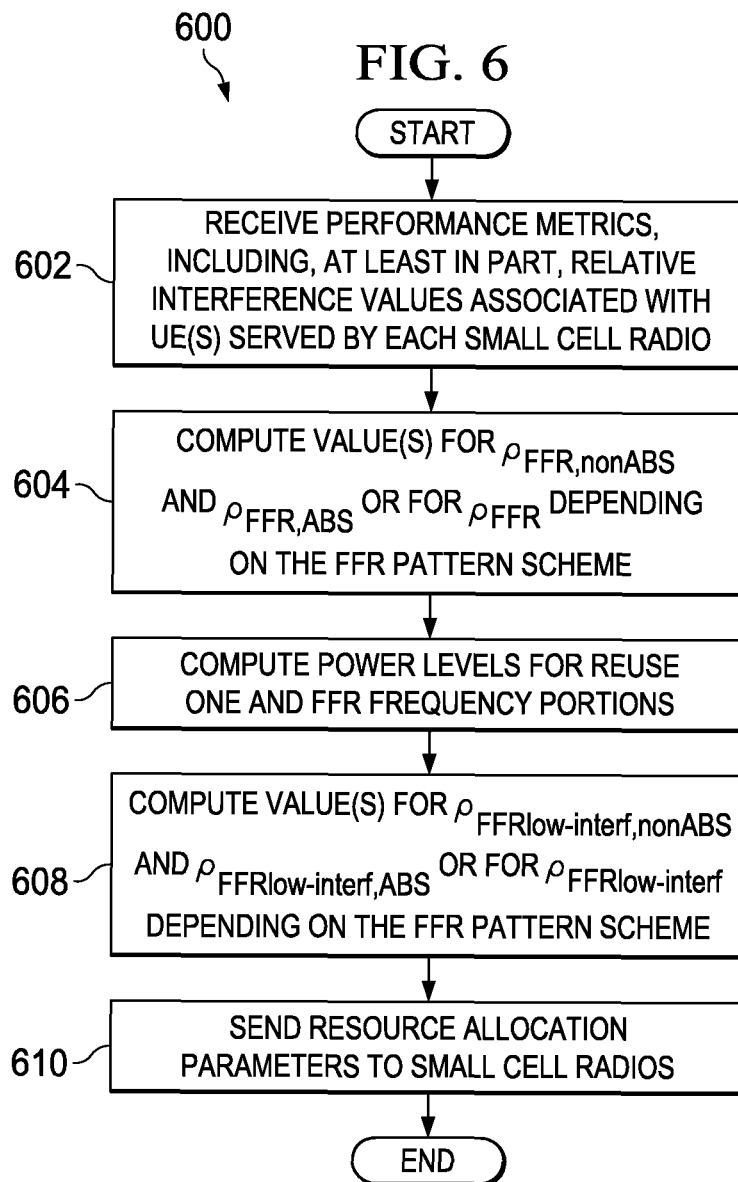 600
FIG. 6
START
602
RECEIVE PERFORMANCE METRICS,
INCLUDING, AT LEAST IN PART, RELATIVE
INTERFERENCE VALUES ASSOCIATED WITH
UE(S) SERVED BY EACH SMALL CELL RADIO
604
COMPUTE VALUE(S) FOR ρFFR,nonABS
AND ρFFR,ABS OR FOR ρFFR DEPENDING
ON THE FFR PATTERN SCHEME
606
COMPUTE POWER LEVELS FOR REUSE
ONE AND FFR FREQUENCY PORTIONS
608
COMPUTE VALUE(S) FOR ρFFRlow-interf,nonABS
AND ρFFRlow-interf,ABS OR FOR ρFFRlow-interf
DEPENDING ON THE FFR PATTERN SCHEME
610
SEND RESOURCE ALLOCATION
PARAMETERS TO SMALL CELL RADIOS
END